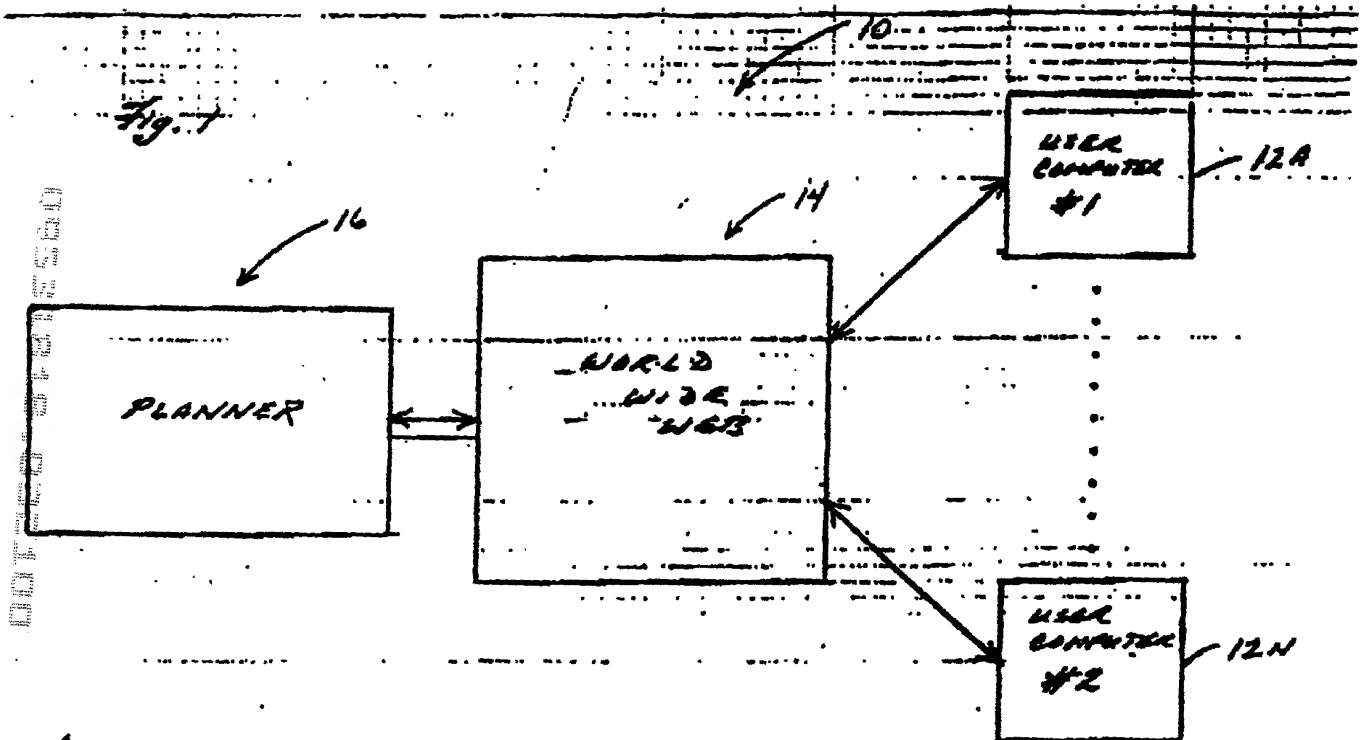 Fig. 1
10
16
14
PLANNER
WORLD
WIDE
WEB
USER
COMPUTER
#1
12A
USER
COMPUTER
#2
12N